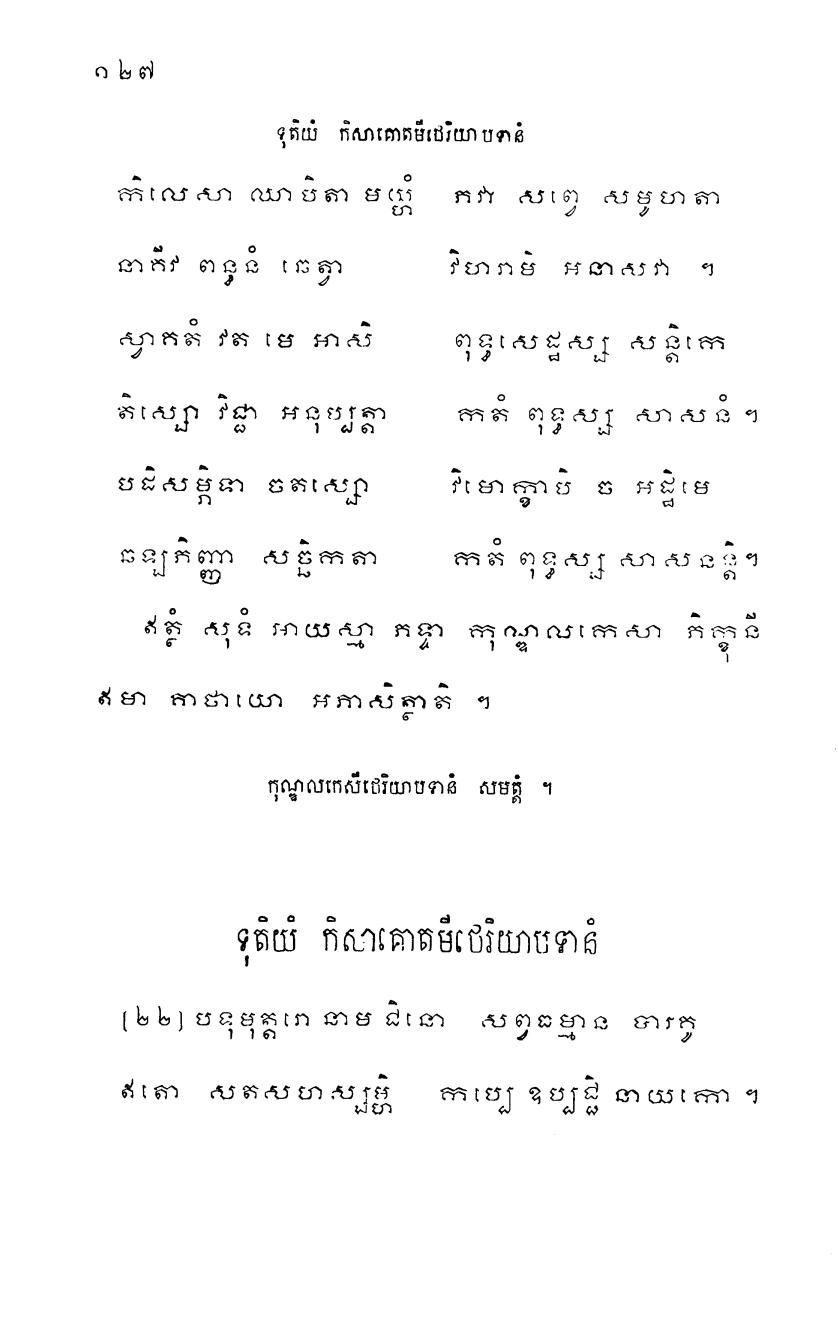 ១២៧
ទុតិយំ កិសាគោតមីថេរិយាបទានំ
កិលេសា ឈាបិតា មយ្ហំ ភវា សព្វេ សមូហតា
នាគីវ ពន្ធនំ ឆេត្វា វិហរាមិ អនាសវា ។
ស្វាគតំ វត មេ អាសិ ពុទ្ធសេដ្ឋស្ស សន្តិកេ
តិស្សោ វិជ្ជា អនុប្បត្តា កតំ ពុទ្ធស្ស សាសនំ ។
បដិសម្ភិទា ចតស្សោ វិមោក្ខាបិ ច អដ្ឋិមេ
ឆឡភិញ្ញា សច្ឆិកតា កតំ ពុទ្ធស្ស សាសនន្តិ ។
ឥត្ថំ សុទំ អាយស្មា ភទ្ទា កុណ្ឌលកេសា ភិក្ខុនី
ឥមា គាថាយោ អភាសិត្ថាតិ ។
កុណ្ឌលកេសីថេរិយាបទានំ សមត្តំ ។
ទុតិយំ កិសាគោតមីថេរិយាបទានំ
[២២] បទុមុត្តរោ នាម ជិនោ សព្វធម្មាន បារគូ
ឥតោ សតសហស្សម្ហិ កប្បេ ឧប្បជ្ជិ នាយកោ ។